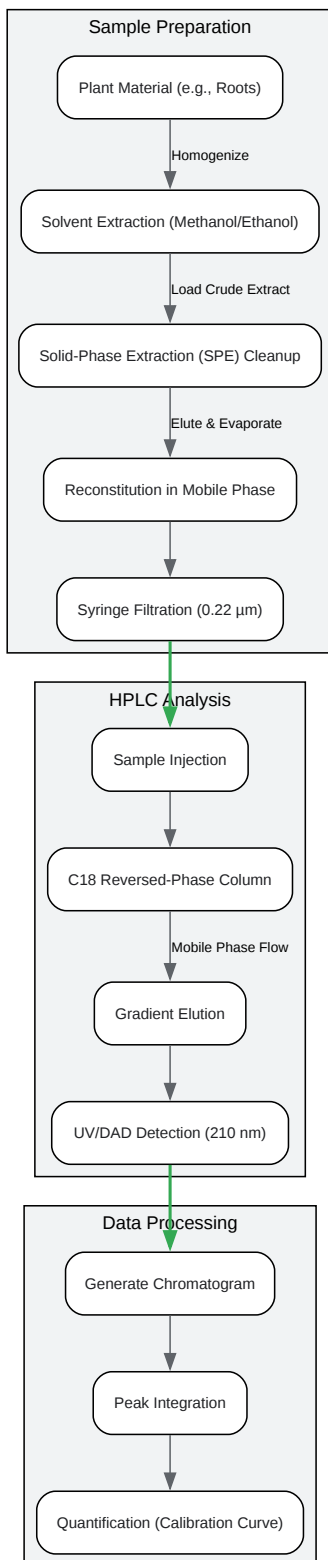 Sample Preparation
Plant Material (e.g., Roots)
Homogenize
Solvent Extraction (Methanol/Ethanol)
Load Crude Extract
Solid-Phase Extraction (SPE) Cleanup
Elute & Evaporate
Reconstitution in Mobile Phase
Syringe Filtration (0.22 µm)
HPLC Analysis
Sample Injection
C18 Reversed-Phase Column
Mobile Phase Flow
Gradient Elution
UV/DAD Detection (210 nm)
Data Processing
Generate Chromatogram
Peak Integration
Quantification (Calibration Curve)